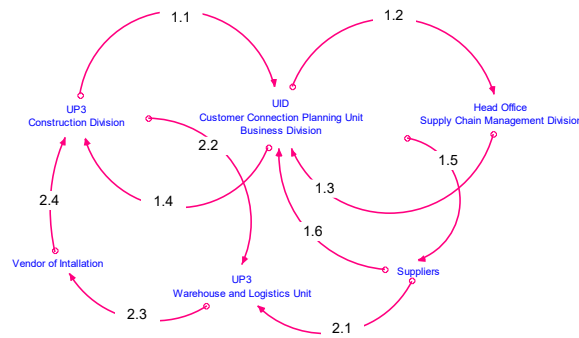 1.1
1.2
UP3
Construction Division
UID
Customer Connection Planning Unit
Business Division
Head Office
Supply Chain Management Division
2.2
1.5
1.3
1.4
2.4
1.6
Vendor of Intallation
UP3
Warehouse and Logistics Unit
Suppliers
2.3
2.1